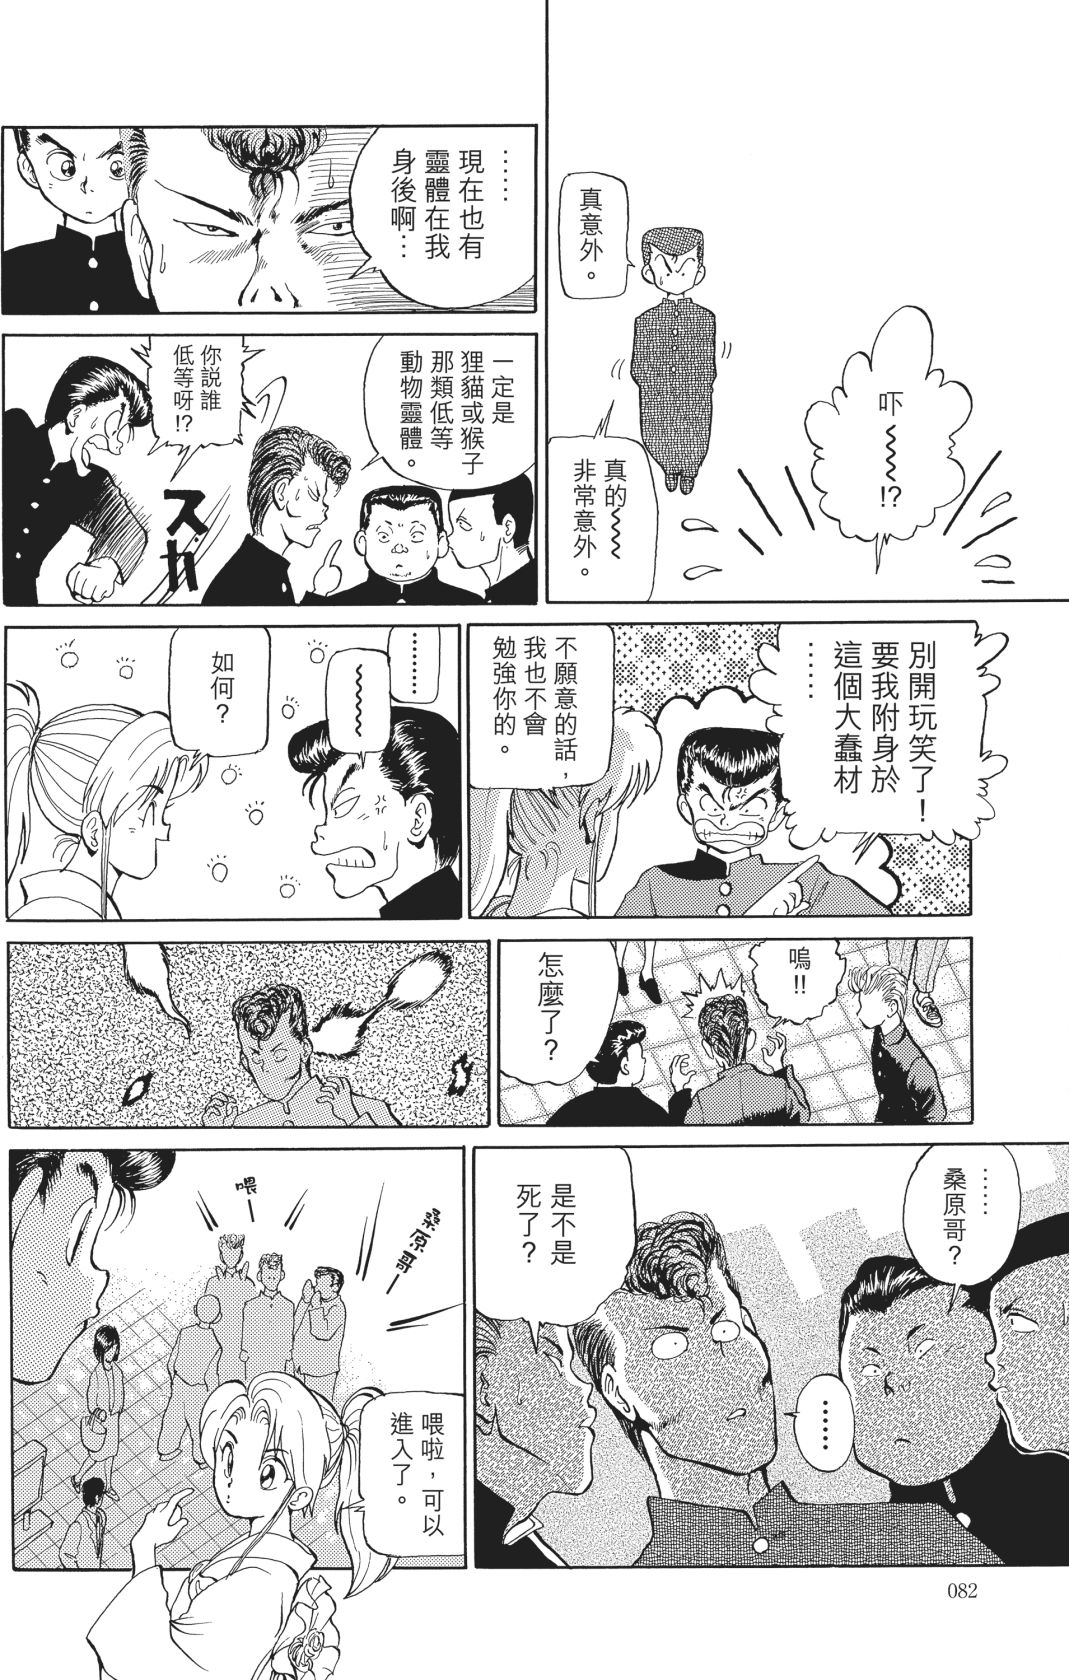 吓～～!?
真意外。
真的～～
非常意外。
……
現在也有
靈體在我
身後啊…
一定是
狸貓或猴子
那類低等
動物靈體。
你説誰
低等呀!?
スガ
別開玩笑了！
要我附身於
這個大蠢材
……
不願意的話，
我也不會
勉強你的。
………
～～～
如何？
嗚!!
怎麼了？
……
桑原哥？
……
是不是
死了？
桑原哥ー
喂ー
喂啦，可以
進入了。
082